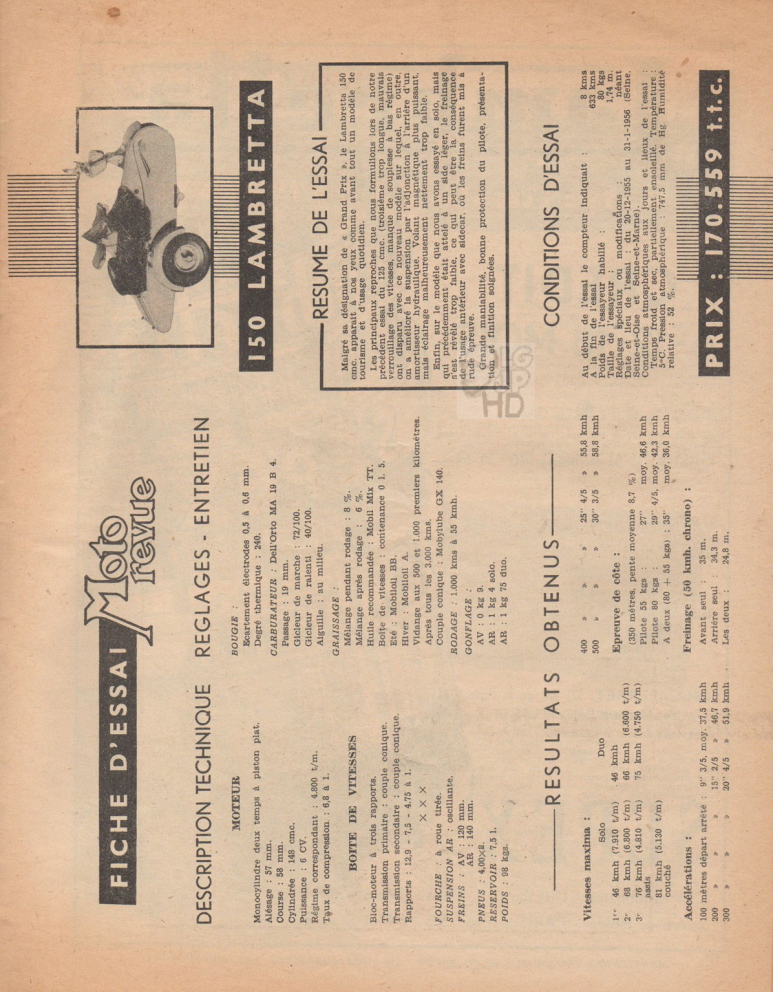 FICHE D'ESSAI
Moto
revue
150 LAMBRETTA
DESCRIPTION TECHNIQUE
MOTEUR
Monocylindre deux temps à piston plat.
Alésage : 57 mm.
Course : 58 mm.
Cylindrée : 148 cmc.
Puissance : 6 CV.
Régime correspondant : 4.800 t/m.
Taux de compression : 6,8 à 1.
BOITE DE VITESSES
Bloc-moteur à trois rapports.
Transmission primaire : couple conique.
Transmission secondaire : couple conique.
Rapports : 12,9 - 7,5 - 4,75 à 1.
× × ×
FOURCHE : à roue tirée.
SUSPENSION AR : oscillante.
FREINS : AV : 120 mm.
AR : 140 mm.
PNEUS : 4,00×8.
RESERVOIR : 7,5 l.
POIDS : 98 kgs.
REGLAGES - ENTRETIEN
BOUGIE :
Ecartement électrodes 0,5 à 0,6 mm.
Degré thermique : 240.
CARBURATEUR : Dell'Orto MA 19 B 4.
Passage : 19 mm.
Gicleur de marche : 72/100.
Gicleur de ralenti : 40/100.
Aiguille : au milieu.
GRAISSAGE :
Mélange pendant rodage : 8 %.
Mélange après rodage : 6 %.
Huile recommandée : Mobil Mix TT.
Boîte de vitesses : contenance 0 l. 5.
Eté : Mobiloil BB.
Hiver : Mobiloil A.
Vidange aux 500 et 1.000 premiers kilomètres.
Après tous les 3.000 kms.
Couple conique : Mobylube GX 140.
RODAGE : 1.000 kms à 55 kmh.
GONFLAGE :
AV : 0 kg 9.
AR : 1 kg 4 solo.
AR : 1 kg 75 duo.
RESUME DE L'ESSAI
Malgré sa désignation de « Grand Prix », le Lambretta 150
cmc. apparaît à nos yeux comme avant tout un modèle de
tourisme et d'usage quotidien.
Les principaux reproches que nous formulions lors de notre
précédent essai du 125 cmc. (troisième trop longue, mauvais
verrouillage des vitesses, manque de souplesse à bas régime)
ont disparu avec ce nouveau modèle sur lequel, en outre,
on a amélioré la suspension par l'adjonction à l'arrière d'un
amortisseur hydraulique. Volant magnétique plus puissant,
mais éclairage malheureusement nettement trop faible.
Enfin, sur le modèle que nous avons essayé en solo, mais
qui précédemment était attelé à un side léger, le freinage
s'est révélé trop faible, ce qui peut être la conséquence
de l'usage antérieur avec sidecar, où les freins furent mis à
rude épreuve.
Grande maniabilité, bonne protection du pilote, présenta-
tion et finition soignées.
HD
RESULTATS OBTENUS
Vitesses maxima :
Solo Duo
1re 46 kmh (7.910 t/m) 46 kmh
2e 68 kmh (6.800 t/m) 66 kmh (6.600 t/m)
3e 76 kmh (4.810 t/m) 75 kmh (4.750 t/m)
assis
81 kmh (5.130 t/m)
couché
Accélérations :
100 mètres départ arrêté : 9" 3/5, moy. 37,5 kmh
200 » » » 15" 2/5 » 46,7 kmh
300 » » » 20" 4/5 » 51,9 kmh
400 » » » 25" 4/5 » 55,8 kmh
500 » » » 30" 3/5 » 58,8 kmh
Epreuve de côte :
(350 mètres, pente moyenne 8,7 %)
Pilote 55 kgs : 27" moy. 46,6 kmh
Pilote 80 kgs : 29" 4/5, moy. 42,3 kmh
A deux (80 + 55 kgs) : 35" moy. 36,0 kmh
Freinage (50 kmh. chrono) :
Avant seul : 35 m.
Arrière seul : 34,3 m.
Les deux : 24,8 m.
CONDITIONS D'ESSAI
Au début de l'essai le compteur indiquait : 8 kms
A la fin de l'essai 633 kms
Poids de l'essayeur habillé : 80 kgs
Taille de l'essayeur : 1,74 m.
Réglages spéciaux ou modifications : néant
Date et lieu de l'essai : du 20-12-1955 au 31-1-1956 (Seine,
Seine-et-Oise et Seine-et-Marne).
Conditions atmosphériques aux jours et lieux de l'essai :
Temps froid et sec, partiellement ensoleillé. Température :
5°C. Pression atmosphérique : 747,5 mm de Hg. Humidité
relative : 52 %.
PRIX : 170.559 t.t.c.